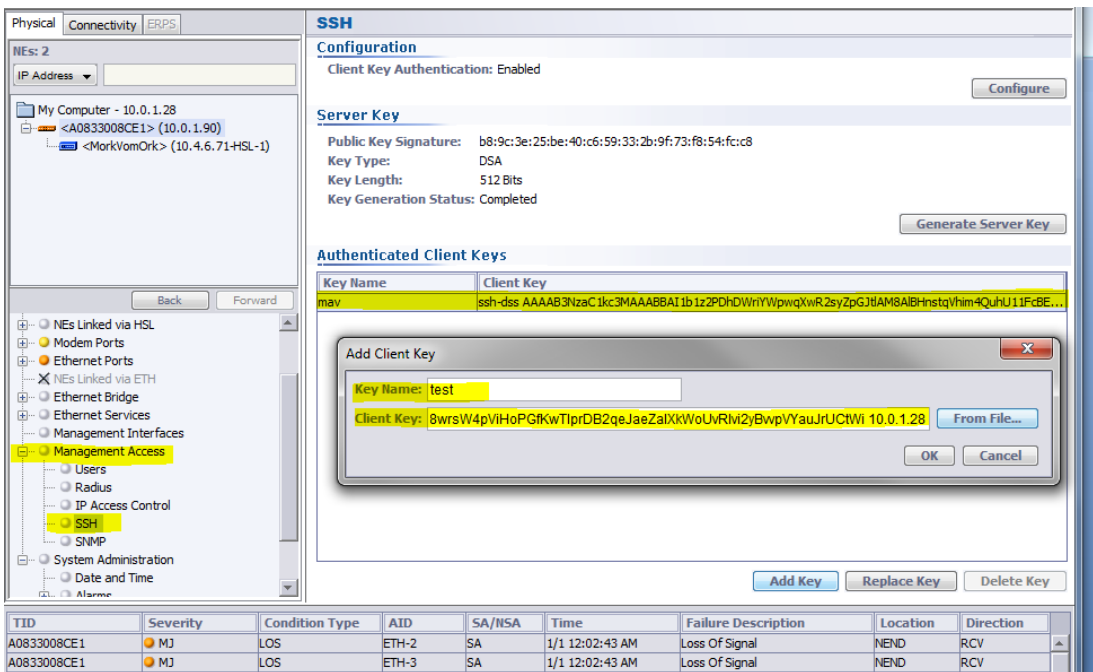 Physical Connectivity ERPS
NEs: 2
IP Address
My Computer - 10.0.1.28
<A0833008CE1> (10.0.1.90)
<MorkVomOrk> (10.4.6.71-HSL-1)
Back Forward
NEs Linked via HSL
Modem Ports
Ethernet Ports
NEs Linked via ETH
Ethernet Bridge
Ethernet Services
Management Interfaces
Management Access
Users
Radius
IP Access Control
SSH
SNMP
System Administration
Date and Time
Alarms
SSH
Configuration
Client Key Authentication: Enabled
Configure
Server Key
Public Key Signature: b8:9c:3e:25:be:40:c6:59:33:2b:9f:73:f8:54:fc:c8
Key Type: DSA
Key Length: 512 Bits
Key Generation Status: Completed
Generate Server Key
Authenticated Client Keys
Key Name Client Key
mav ssh-dss
Add Client Key
Key Name: test
Client Key: 10.0.1.28 From File...
OK Cancel
Add Key Replace Key Delete Key
TID Severity Condition Type AID SA/NSA Time Failure Description Location Direction
A0833008CE1 MJ LOS ETH-2 SA 1/1 12:02:43 AM Loss Of Signal NEND RCV
A0833008CE1 MJ LOS ETH-3 SA 1/1 12:02:43 AM Loss Of Signal NEND RCV